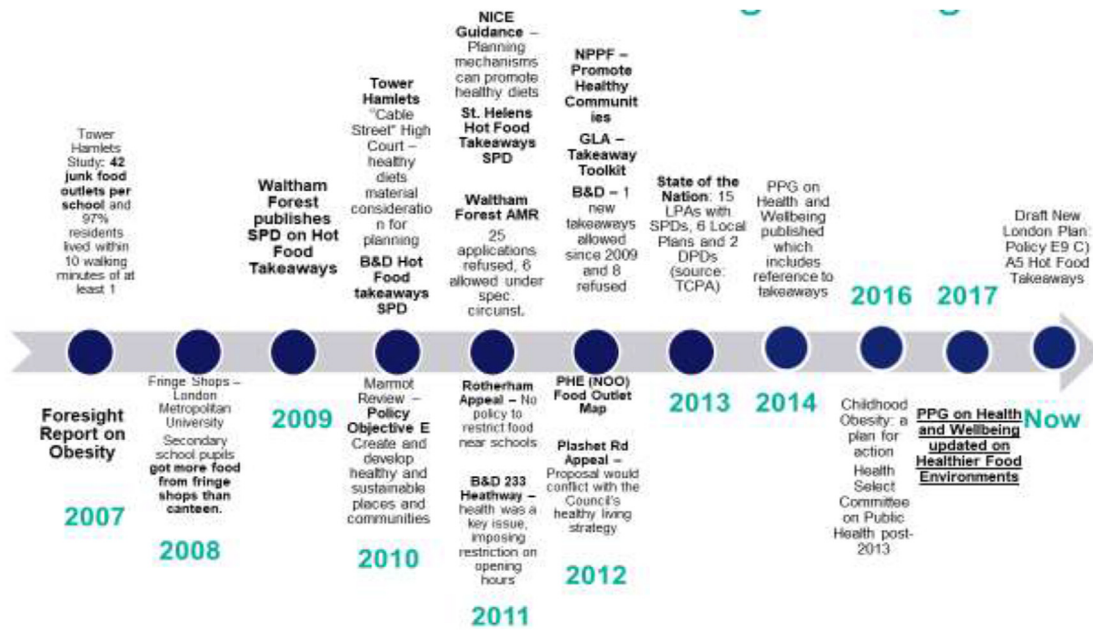 Tower
Hamlets
Study: 42
junk food
outlets per
school and
97%
residents
lived within
10 walking
minutes of at
least 1
Foresight
Report on
Obesity
2007
Fringe Shops –
London
Metropolitan
University
Secondary
school pupils
got more food
from fringe
shops than
canteen.
2008
Waltham
Forest
publishes
SPD on Hot
Food
Takeaways
2009
Tower
Hamlets
"Cable
Street" High
Court –
healthy
diets
material
consideratio
n for
planning
B&D Hot
Food
takeaways
SPD
Marmot
Review –
Policy
Objective E
Create and
develop
healthy and
sustainable
places and
communities
2010
NICE
Guidance –
Planning
mechanisms
can promote
healthy diets
St. Helens
Hot Food
Takeaways
SPD
Waltham
Forest AMR
25
applications
refused, 6
allowed under
spec.
circunst.
Rotherham
Appeal – No
policy to
restrict food
near schools
B&D 233
Heathway –
health was a
key issue,
imposing
restriction on
opening
hours
2011
NPPF –
Promote
Healthy
Communit
ies
GLA –
Takeaway
Toolkit
B&D – 1
new
takeaways
allowed
since 2009
and 8
refused
PHE (NOO)
Food Outlet
Map
Plashet Rd
Appeal –
Proposal would
conflict with the
Council's
healthy living
strategy
2012
State of the
Nation: 15
LPAs with
SPDs, 6 Local
Plans and 2
DPDs
(source:
TCPA)
2013
PPG on
Health and
Wellbeing
published
which
includes
reference to
takeaways
2014
2016
Childhood
Obesity: a
plan for
action
Health
Select
Committee
on Public
Health post-
2013
2017
PPG on Health
and Wellbeing
updated on
Healthier Food
Environments
Draft New
London Plan:
Policy E9 C)
A5 Hot Food
Takeaways
Now